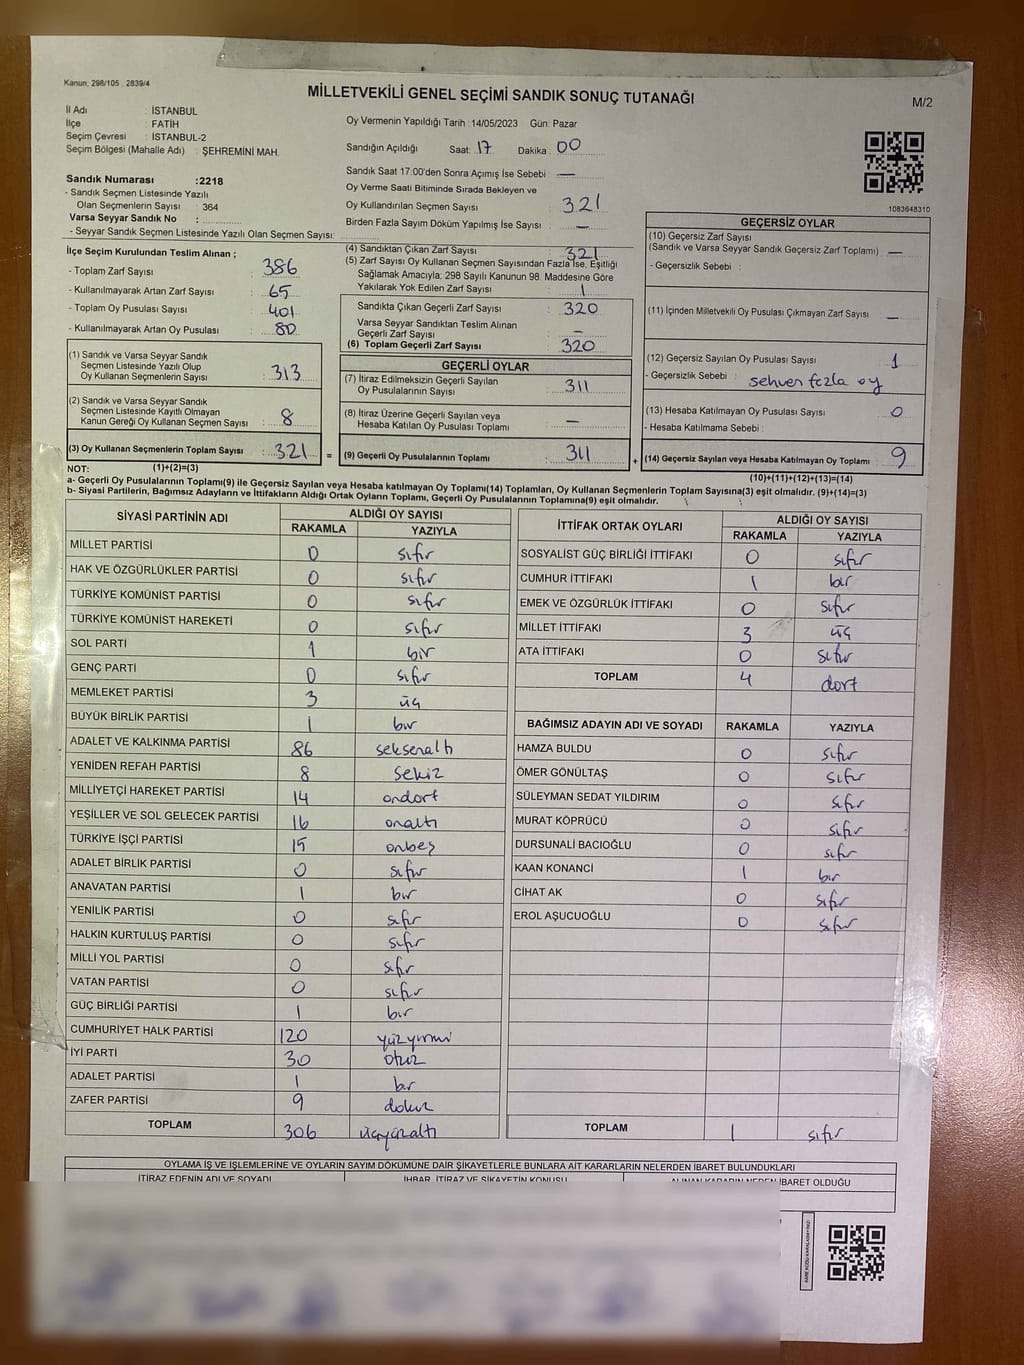 Kanun: 298/105 , 2839/4
MİLLETVEKİLİ GENEL SEÇİMİ SANDIK SONUÇ TUTANAĞI
M/2
İl Adı : İSTANBUL
İlçe : FATİH
Seçim Çevresi : İSTANBUL-2
Seçim Bölgesi (Mahalle Adı) : ŞEHREMİNİ MAH.
Sandık Numarası :2218
- Sandık Seçmen Listesinde Yazılı
Olan Seçmenlerin Sayısı : 364
Varsa Seyyar Sandık No :
- Seyyar Sandık Seçmen Listesinde Yazılı Olan Seçmen Sayısı:
Oy Vermenin Yapıldığı Tarih :14/05/2023 Gün: Pazar
Sandığın Açıldığı Saat: 17 Dakika : 00
Sandık Saat 17:00'den Sonra Açımış İse Sebebi : —
Oy Verme Saati Bitiminde Sırada Bekleyen ve
Oy Kullandırılan Seçmen Sayısı : 321
Birden Fazla Sayım Döküm Yapılmış İse Sayısı : —
1083648310
İlçe Seçim Kurulundan Teslim Alınan ;
- Toplam Zarf Sayısı : 386
- Kullanılmayarak Artan Zarf Sayısı : 65
- Toplam Oy Pusulası Sayısı : 401
- Kullanılmayarak Artan Oy Pusulası : 80
(1) Sandık ve Varsa Seyyar Sandık
Seçmen Listesinde Yazılı Olup
Oy Kullanan Seçmenlerin Sayısı : 313
(2) Sandık ve Varsa Seyyar Sandık
Seçmen Listesinde Kayıtlı Olmayan
Kanun Gereği Oy Kullanan Seçmen Sayısı : 8
(3) Oy Kullanan Seçmenlerin Toplam Sayısı : 321 =
(4) Sandıktan Çıkan Zarf Sayısı : 321
(5) Zarf Sayısı Oy Kullanan Seçmen Sayısından Fazla İse, Eşitliği
Sağlamak Amacıyla; 298 Sayılı Kanunun 98. Maddesine Göre
Yakılarak Yok Edilen Zarf Sayısı : 1
Sandıkta Çıkan Geçerli Zarf Sayısı : 320
Varsa Seyyar Sandıktan Teslim Alınan
Geçerli Zarf Sayısı : —
(6) Toplam Geçerli Zarf Sayısı : 320
GEÇERLİ OYLAR
(7) İtiraz Edilmeksizin Geçerli Sayılan
Oy Pusulalarının Sayısı : 311
(8) İtiraz Üzerine Geçerli Sayılan veya
Hesaba Katılan Oy Pusulası Toplamı : —
(9) Geçerli Oy Pusulalarının Toplamı : 311 +
GEÇERSİZ OYLAR
(10) Geçersiz Zarf Sayısı
(Sandık ve Varsa Seyyar Sandık Geçersiz Zarf Toplamı) : —
- Geçersizlik Sebebi :
(11) İçinden Milletvekili Oy Pusulası Çıkmayan Zarf Sayısı : —
(12) Geçersiz Sayılan Oy Pusulası Sayısı : 1
- Geçersizlik Sebebi : sehven fazla oy
(13) Hesaba Katılmayan Oy Pusulası Sayısı : 0
- Hesaba Katılmama Sebebi :
(14) Geçersiz Sayılan veya Hesaba Katılmayan Oy Toplamı : 9
NOT: (1)+(2)=(3) (10)+(11)+(12)+(13)=(14)
a- Geçerli Oy Pusulalarının Toplamı(9) ile Geçersiz Sayılan veya Hesaba katılmayan Oy Toplamı(14) Toplamları, Oy Kullanan Seçmenlerin Toplam Sayısına(3) eşit olmalıdır. (9)+(14)=(3)
b- Siyasi Partilerin, Bağımsız Adayların ve İttifakların Aldığı Ortak Oyların Toplamı, Geçerli Oy Pusulalarının Toplamına(9) eşit olmalıdır.
SİYASİ PARTİNİN ADI ALDIĞI OY SAYISI
RAKAMLA YAZIYLA
MİLLET PARTİSİ 0 sıfır
HAK VE ÖZGÜRLÜKLER PARTİSİ 0 sıfır
TÜRKİYE KOMÜNİST PARTİSİ 0 sıfır
TÜRKİYE KOMÜNİST HAREKETİ 0 sıfır
SOL PARTİ 1 bir
GENÇ PARTİ 0 sıfır
MEMLEKET PARTİSİ 3 üç
BÜYÜK BİRLİK PARTİSİ 1 bır
ADALET VE KALKINMA PARTİSİ 86 seksenaltı
YENİDEN REFAH PARTİSİ 8 sekiz
MİLLİYETÇİ HAREKET PARTİSİ 14 ondort
YEŞİLLER VE SOL GELECEK PARTİSİ 16 onaltı
TÜRKİYE İŞÇİ PARTİSİ 15 onbeş
ADALET BİRLİK PARTİSİ 0 sıfır
ANAVATAN PARTİSİ 1 bır
YENİLİK PARTİSİ 0 sıfır
HALKIN KURTULUŞ PARTİSİ 0 sıfır
MİLLİ YOL PARTİSİ 0 sıfır
VATAN PARTİSİ 0 sıfır
GÜÇ BİRLİĞİ PARTİSİ 1 bır
CUMHURİYET HALK PARTİSİ 120 yüzyırmi
İYİ PARTİ 30 otuz
ADALET PARTİSİ 1 bır
ZAFER PARTİSİ 9 dokuz
TOPLAM 306 üçyüzaltı
İTTİFAK ORTAK OYLARI ALDIĞI OY SAYISI
RAKAMLA YAZIYLA
SOSYALİST GÜÇ BİRLİĞİ İTTİFAKI 0 sıfır
CUMHUR İTTİFAKI 1 bır
EMEK VE ÖZGÜRLÜK İTTİFAKI 0 sıfır
MİLLET İTTİFAKI 3 üç
ATA İTTİFAKI 0 sıfır
TOPLAM 4 dort
BAĞIMSIZ ADAYIN ADI VE SOYADI RAKAMLA YAZIYLA
HAMZA BULDU 0 sıfır
ÖMER GÖNÜLTAŞ 0 sıfır
SÜLEYMAN SEDAT YILDIRIM 0 sıfır
MURAT KÖPRÜCÜ 0 sıfır
DURSUNALİ BACIOĞLU 0 sıfır
KAAN KONANCİ 1 bır
CİHAT AK 0 sıfır
EROL AŞUCUOĞLU 0 sıfır
TOPLAM 1 sıfır
OYLAMA İŞ VE İŞLEMLERİNE VE OYLARIN SAYIM DÖKÜMÜNE DAİR ŞİKAYETLERLE BUNLARA AİT KARARLARIN NELERDEN İBARET BULUNDUKLARI
İTİRAZ EDENİN ADI VE SOYADI İHBAR, İTİRAZ VE ŞİKAYETİN KONUSU ALINAN KARARIN NEDEN İBARET OLDUĞU